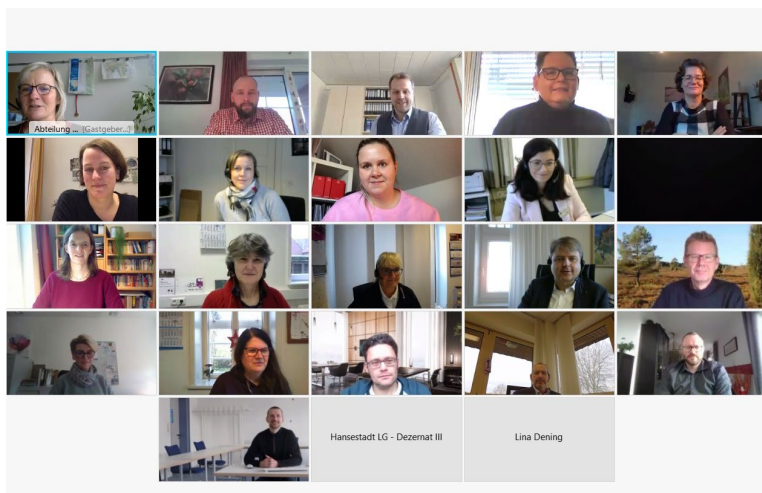 Abteilung ... (Gastgeber...)
Hansestadt LG - Dezernat III
Lina Dening